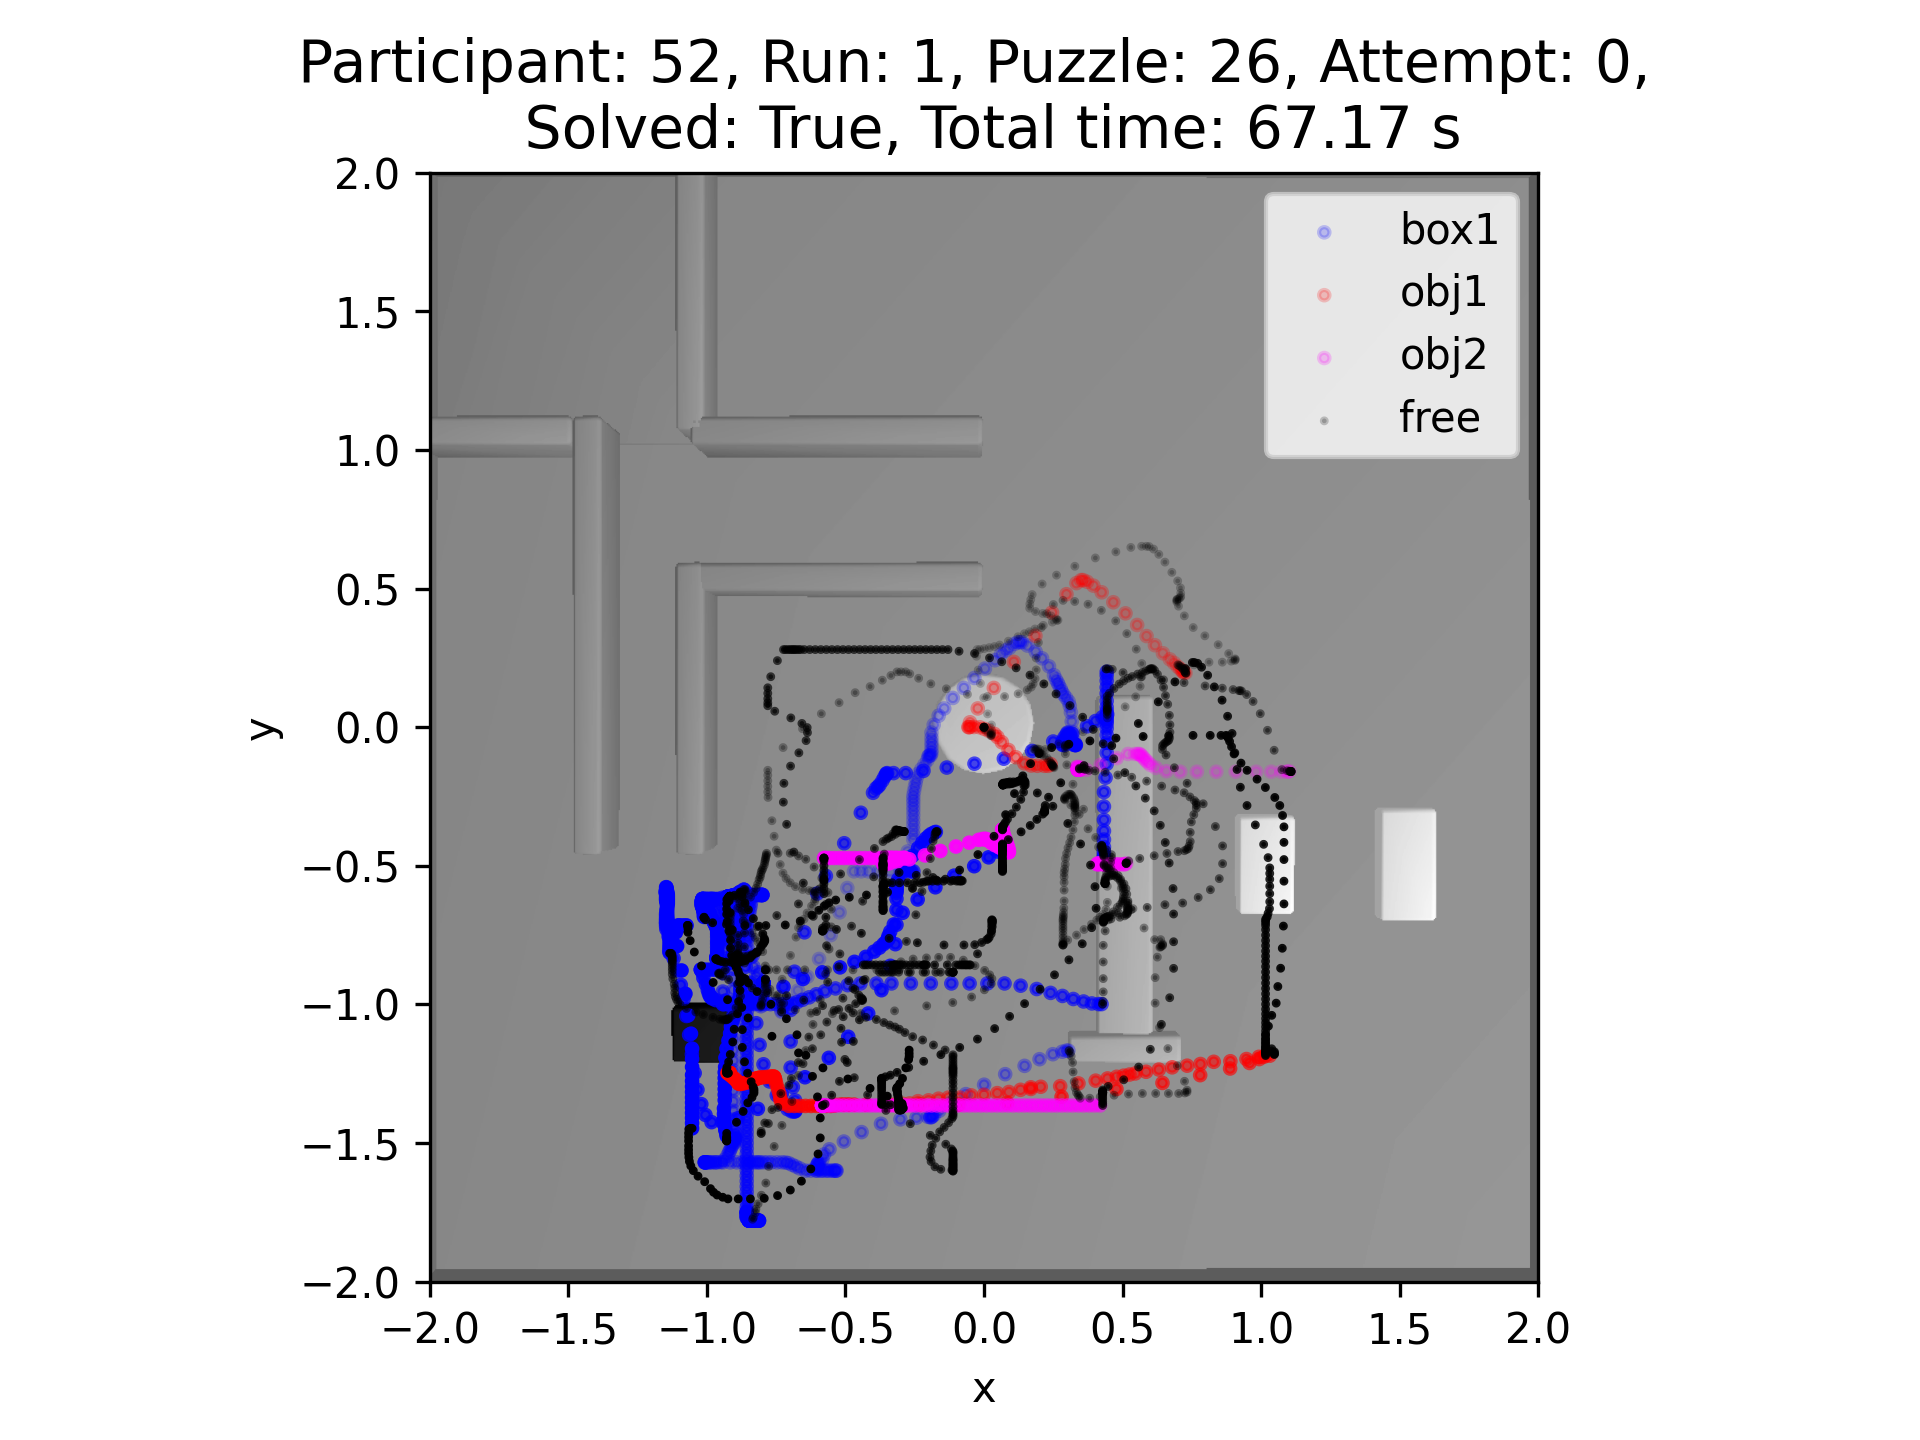 Participant: 52, Run: 1, Puzzle: 26, Attempt: 0,
Solved: True, Total time: 67.17 s
2.0
1.5
1.0
0.5
0.0
−0.5
−1.0
−1.5
−2.0
y
box1
obj1
obj2
free
−2.0 −1.5 −1.0 −0.5 0.0 0.5 1.0 1.5 2.0
x